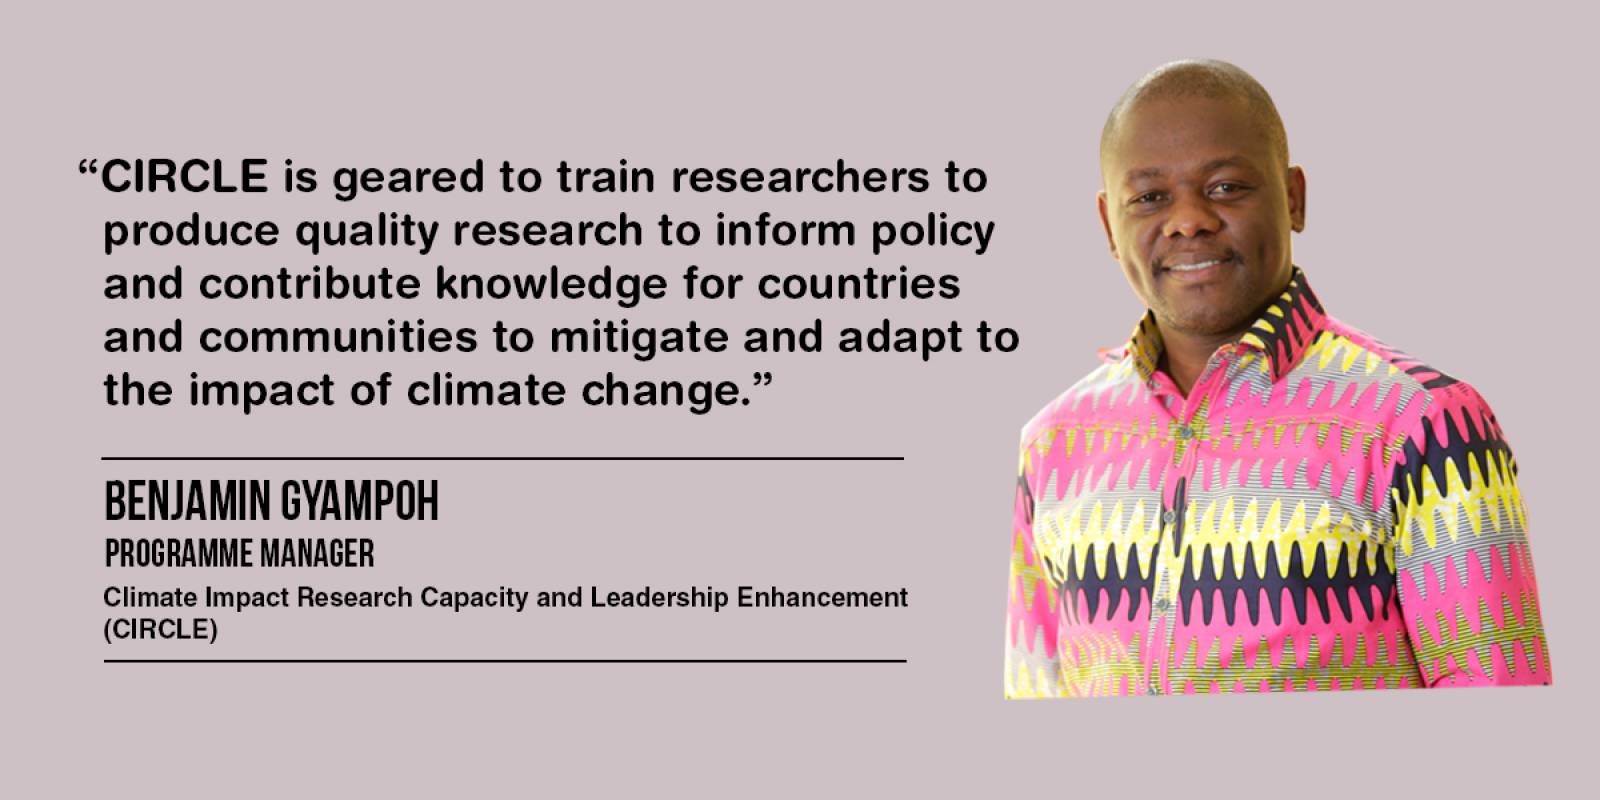 “CIRCLE is geared to train researchers to
produce quality research to inform policy
and contribute knowledge for countries
and communities to mitigate and adapt to
the impact of climate change.”
BENJAMIN GYAMPOH
PROGRAMME MANAGER
Climate Impact Research Capacity and Leadership Enhancement
(CIRCLE)